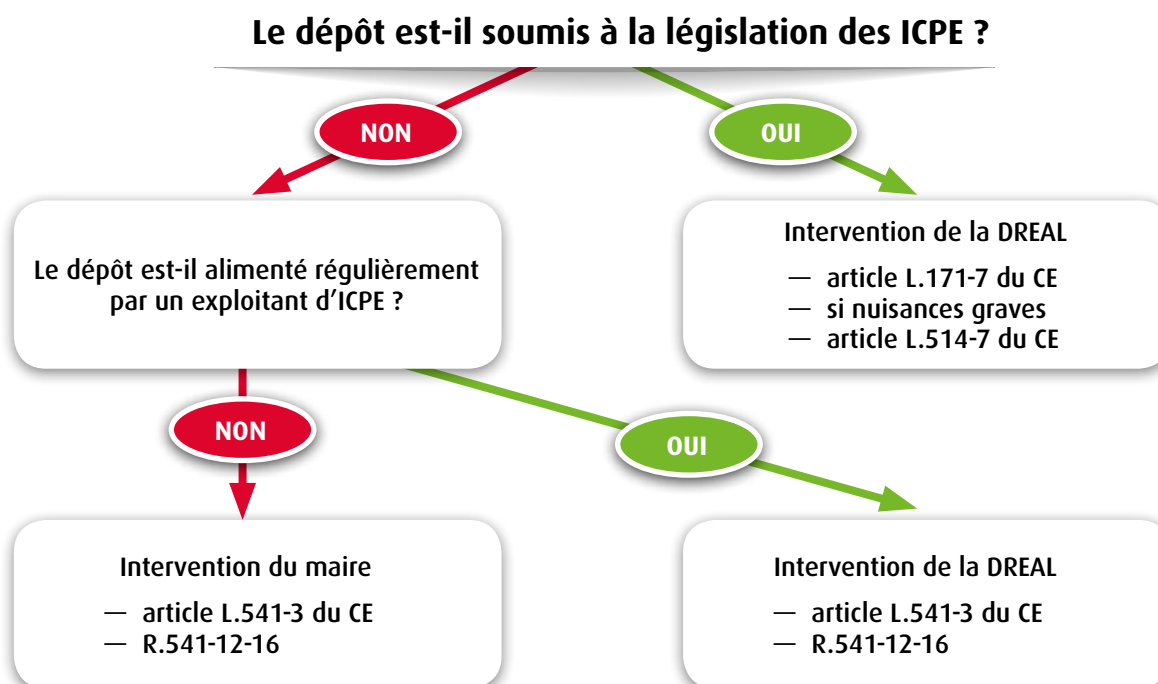 Le dépôt est-il soumis à la législation des ICPE ?
NON
OUI
Le dépôt est-il alimenté régulièrement
par un exploitant d’ICPE ?
Intervention de la DREAL
— article L.171-7 du CE
— si nuisances graves
— article L.514-7 du CE
NON
OUI
Intervention du maire
— article L.541-3 du CE
— R.541-12-16
Intervention de la DREAL
— article L.541-3 du CE
— R.541-12-16